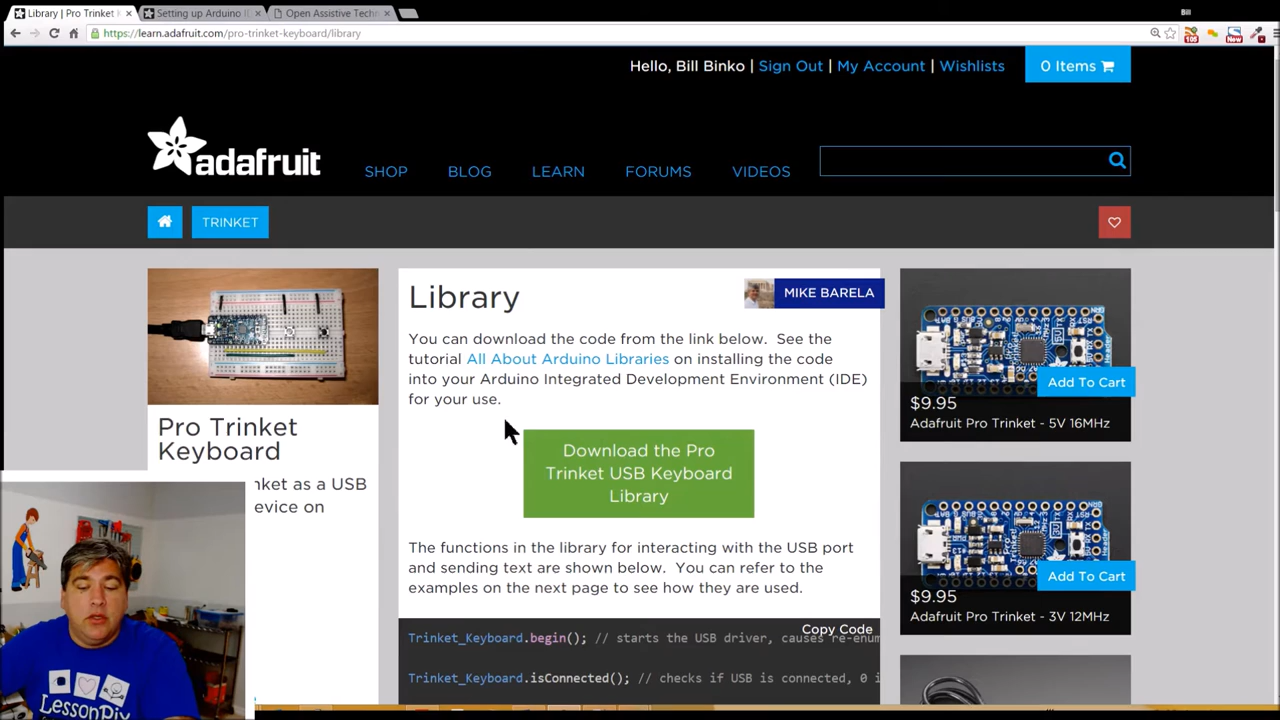 Library | Pro Trinket K
Setting up Arduino I
Open Assistive Tech
Bill
https://learn.adafruit.com/pro-trinket-keyboard/library
Hello, Bill Binko | Sign Out | My Account | Wishlists
0 Items
adafruit
SHOP
BLOG
LEARN
FORUMS
VIDEOS
TRINKET
Library
MIKE BARELA
You can download the code from the link below. See the
tutorial All About Arduino Libraries on installing the code
into your Arduino Integrated Development Environment (IDE)
for your use.
Download the Pro
Trinket USB Keyboard
Library
The functions in the library for interacting with the USB port
and sending text are shown below. You can refer to the
examples on the next page to see how they are used.
Copy Code
Trinket_Keyboard.begin(); // starts the USB driver, causes re-enum
Trinket_Keyboard.isConnected(); // checks if USB is connected, 0 i
Pro Trinket
Keyboard
nket as a USB
evice on
Add To Cart
$9.95
Adafruit Pro Trinket - 5V 16MHz
Add To Cart
$9.95
Adafruit Pro Trinket - 3V 12MHz
LessonPix